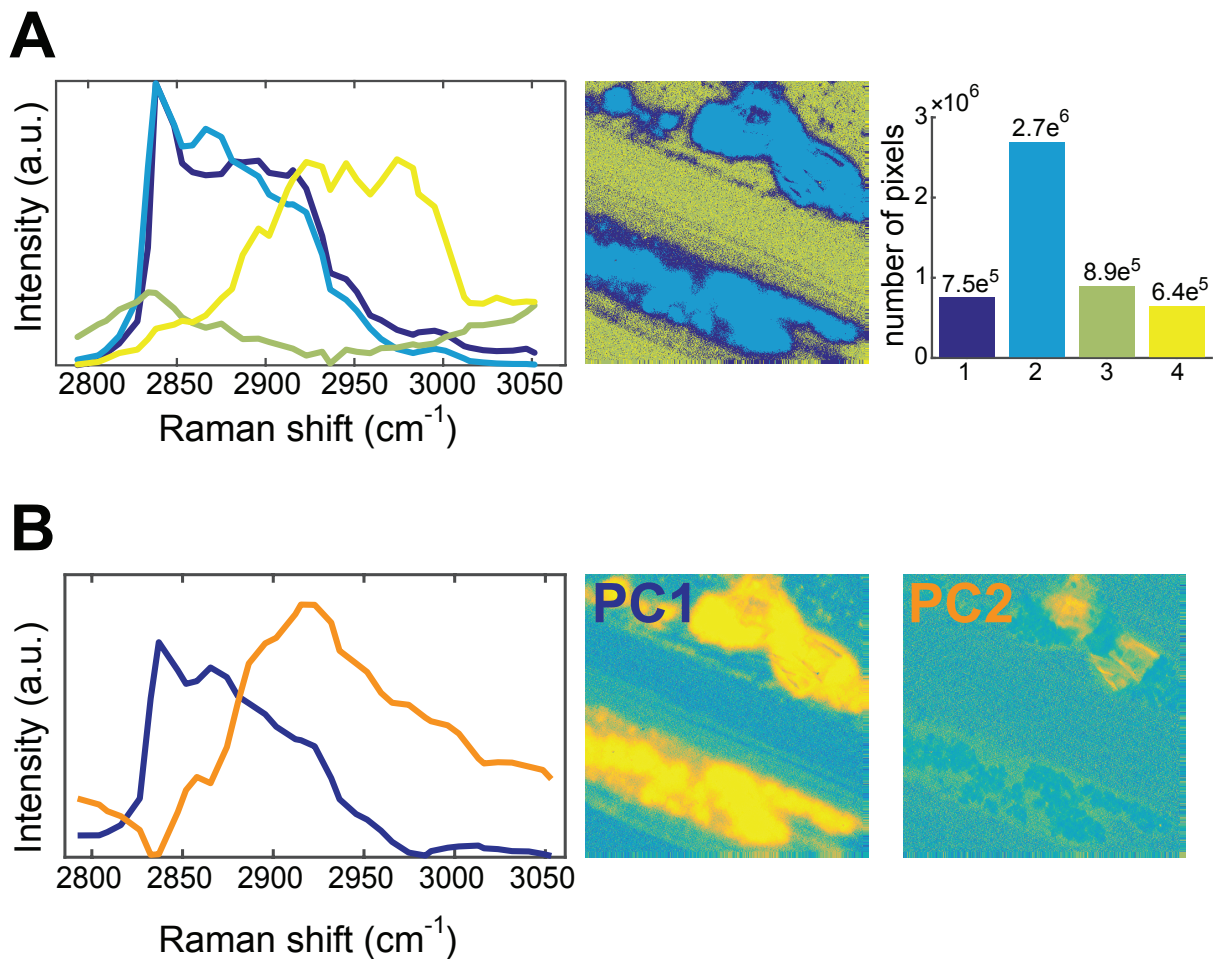 A
Intensity (a.u.)
2800 2850 2900 2950 3000 3050
Raman shift (cm⁻¹)
number of pixels
×10⁶
3
2
1
0
7.5e⁵
2.7e⁶
8.9e⁵
6.4e⁵
1 2 3 4
B
Intensity (a.u.)
2800 2850 2900 2950 3000 3050
Raman shift (cm⁻¹)
PC1
PC2